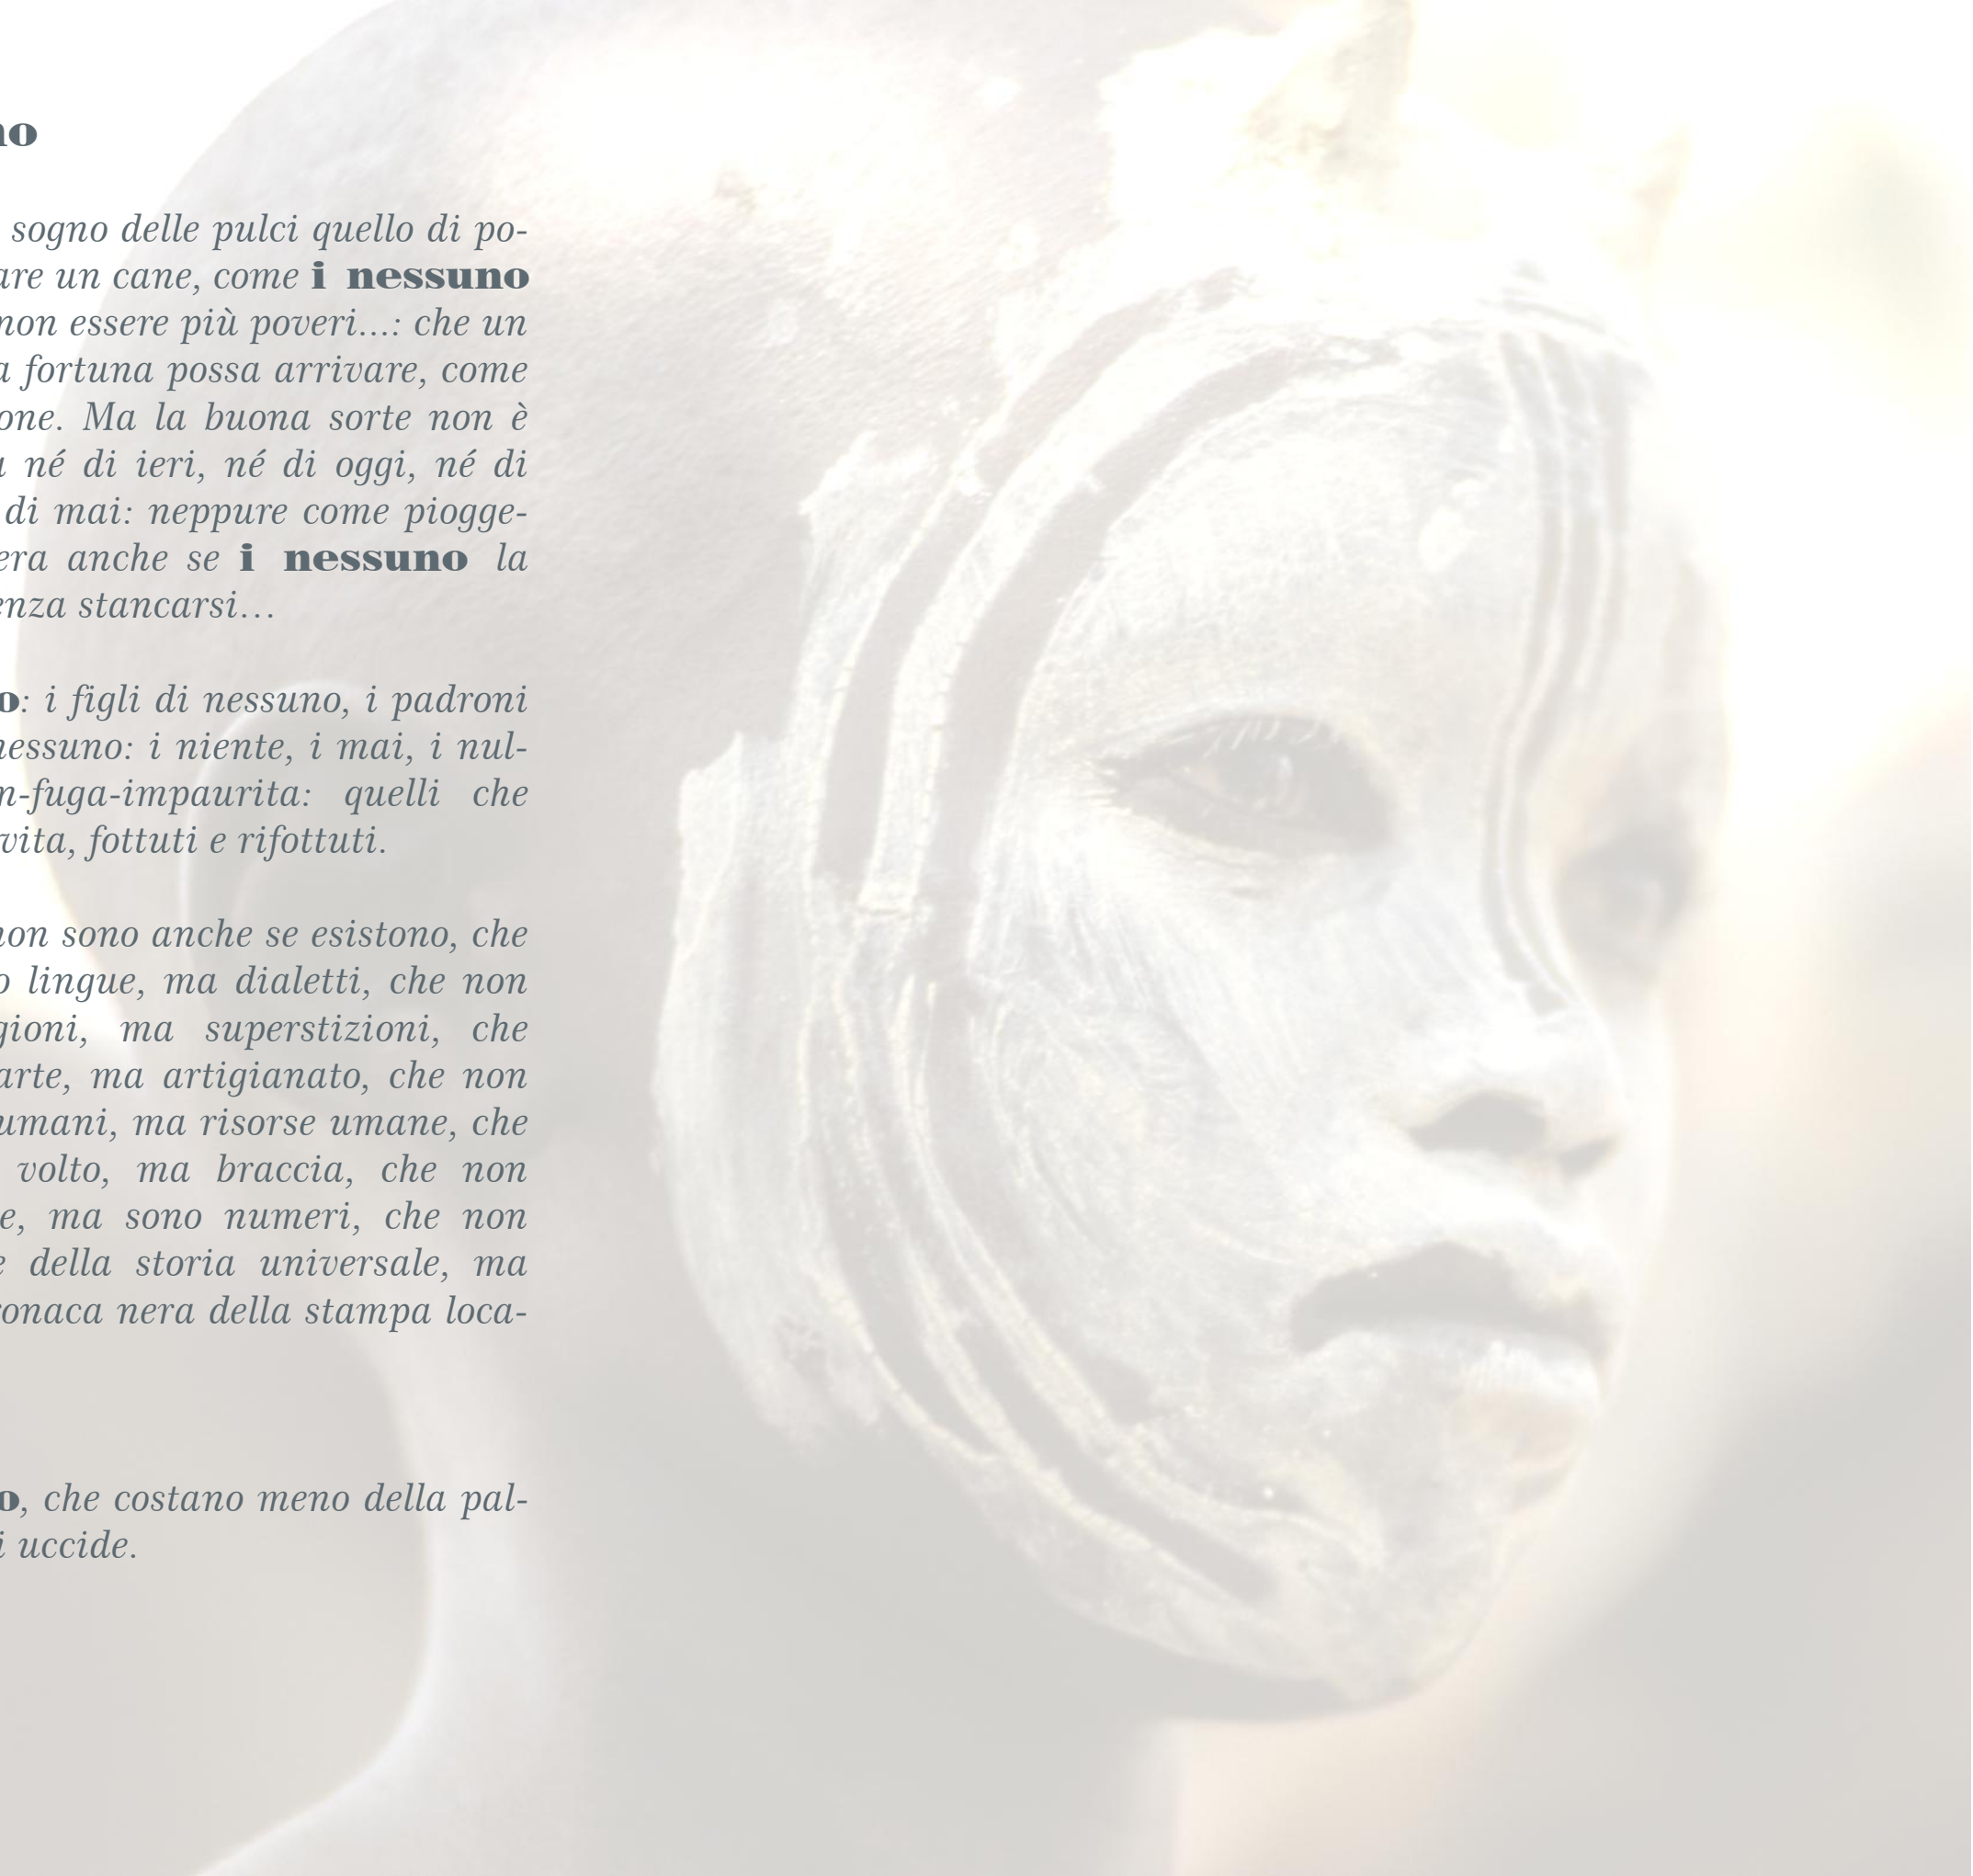 no
sogno delle pulci quello di po-
are un cane, come i nessuno
non essere più poveri...: che un
a fortuna possa arrivare, come
one. Ma la buona sorte non è
né di ieri, né di oggi, né di
di mai: neppure come piogge-
era anche se i nessuno la
enza stancarsi...
o: i figli di nessuno, i padroni
nessuno: i niente, i mai, i nul-
n-fuga-impaurita: quelli che
vita, fottuti e rifottuti.
non sono anche se esistono, che
o lingue, ma dialetti, che non
gioni, ma superstizioni, che
arte, ma artigianato, che non
umani, ma risorse umane, che
volto, ma braccia, che non
e, ma sono numeri, che non
e della storia universale, ma
ronaca nera della stampa loca-
o, che costano meno della pal-
i uccide.